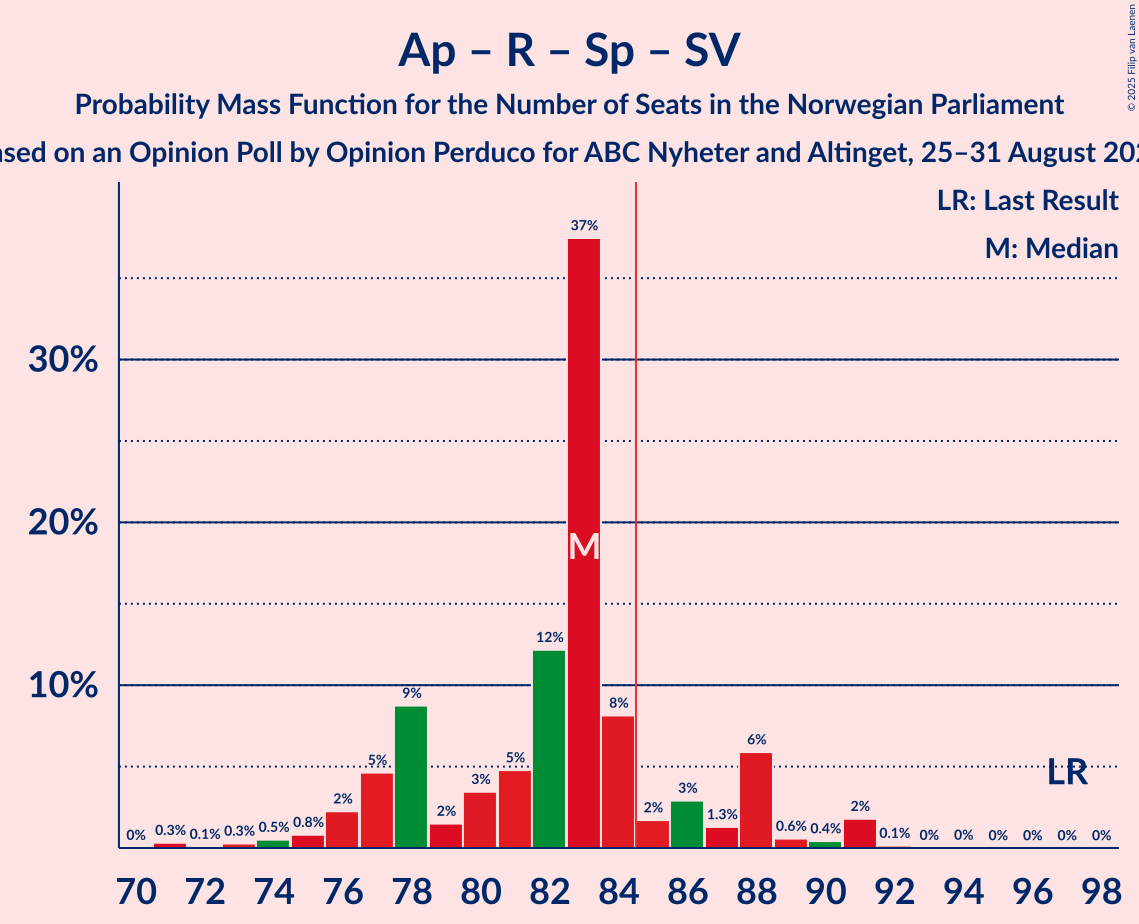 Ap – R – Sp – SV
Probability Mass Function for the Number of Seats in the Norwegian Parliament
on an Opinion Poll by Opinion Perduco for ABC Nyheter and Altinget, 25–31 August
© 2025 Filip van Laenen
LR: Last Result
M: Median
30%
20%
10%
0% 0.3% 0.1% 0.3% 0.5% 0.8% 2% 5% 9% 2% 3% 5% 12% 37% 8% 2% 3% 1.3% 6% 0.6% 0.4% 2% 0.1% 0% 0% 0% 0% 0% 0%
M
LR
70 72 74 76 78 80 82 84 86 88 90 92 94 96 98